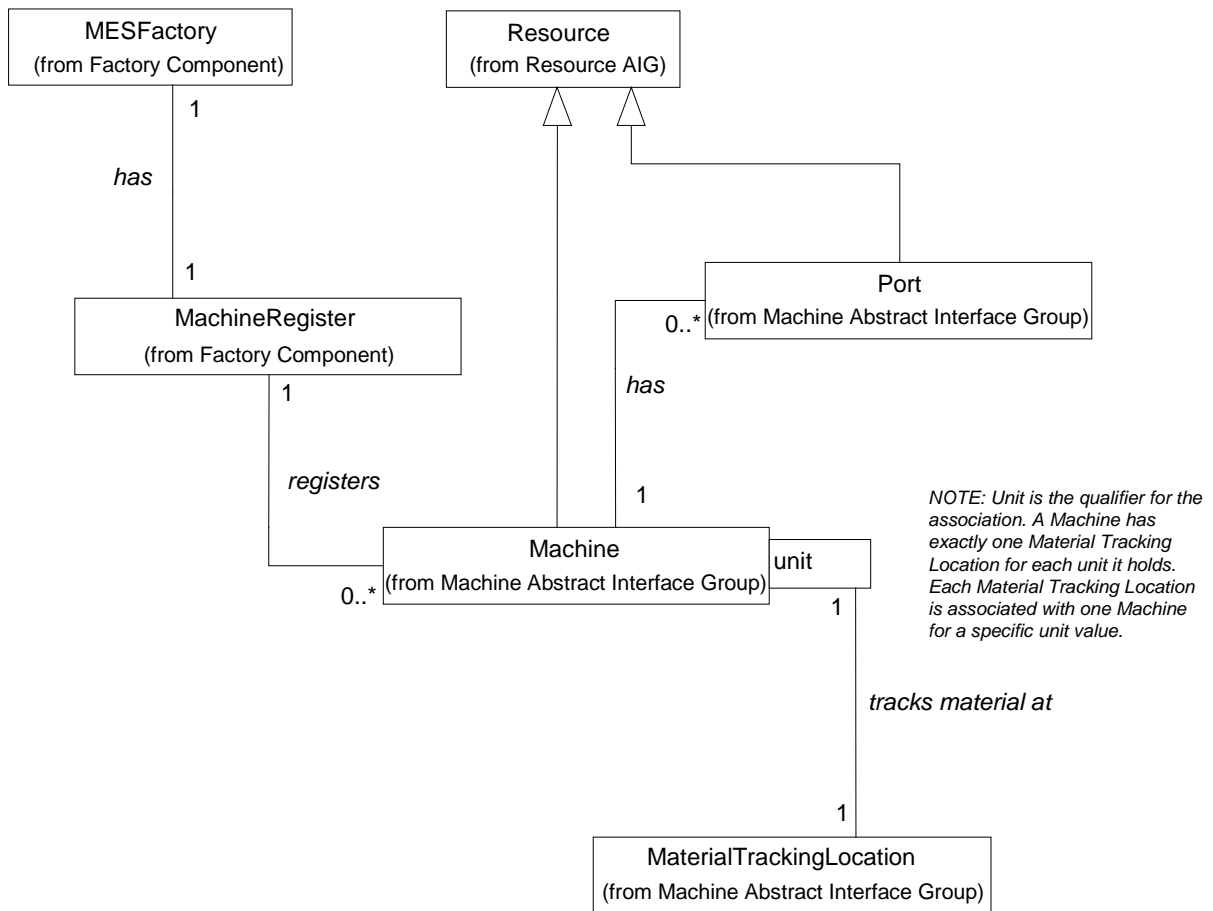 MESFactory
(from Factory Component)
Resource
(from Resource AIG)
1
has
1
MachineRegister
(from Factory Component)
Port
(from Machine Abstract Interface Group)
0..*
1
has
registers
1
NOTE: Unit is the qualifier for the
association. A Machine has
exactly one Material Tracking
Location for each unit it holds.
Each Material Tracking Location
is associated with one Machine
for a specific unit value.
Machine
(from Machine Abstract Interface Group)
unit
0..*
1
tracks material at
1
MaterialTrackingLocation
(from Machine Abstract Interface Group)